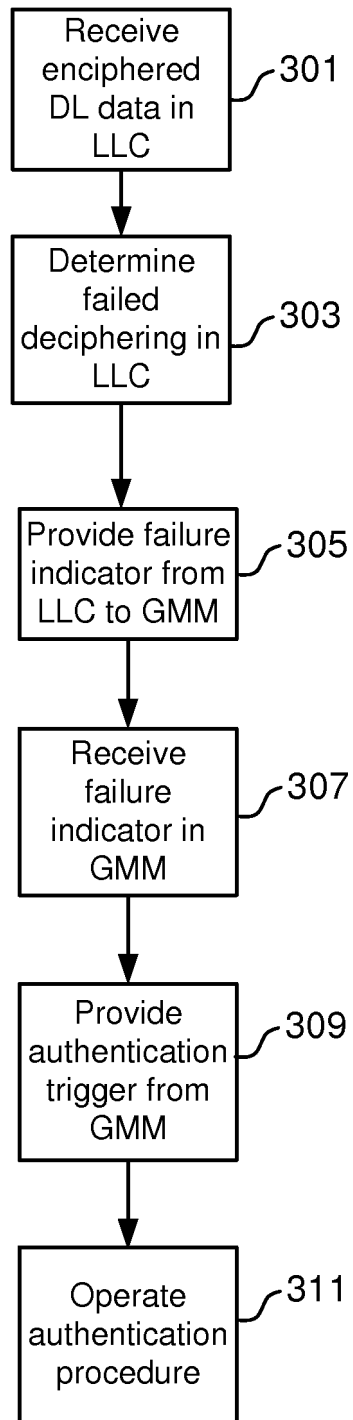 Receive
enciphered
DL data in
LLC
301
Determine
failed
deciphering in
LLC
303
Provide failure
indicator from
LLC to GMM
305
Receive
failure
indicator in
GMM
307
Provide
authentication
trigger from
GMM
309
Operate
authentication
procedure
311